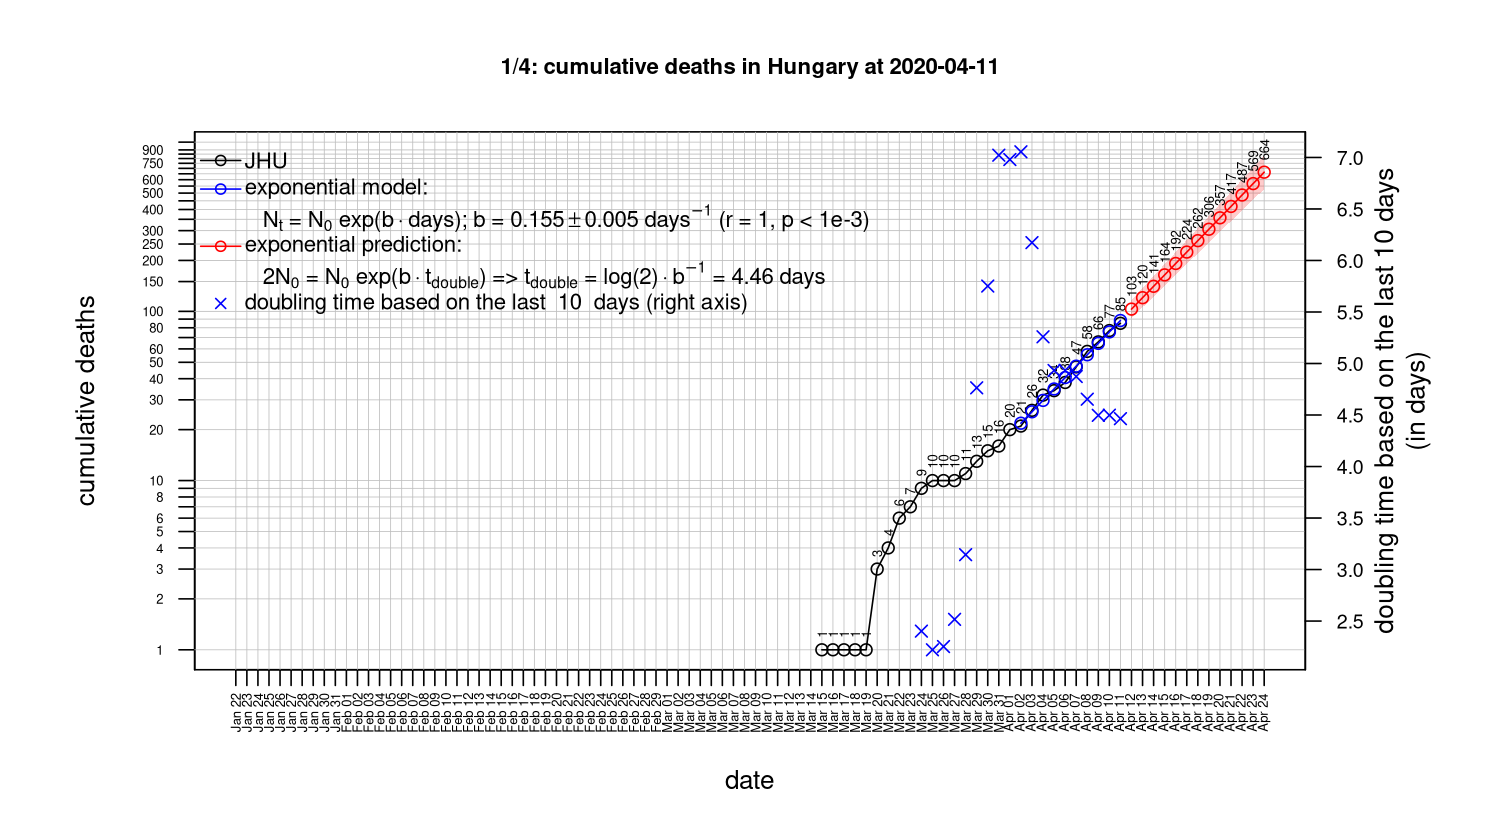 1/4: cumulative deaths in Hungary at 2020-04-11
JHU
exponential model:
Nt = N0 exp(b · days); b = 0.155 ± 0.005 days−1 (r = 1, p < 1e-3)
exponential prediction:
2N0 = N0 exp(b · tdouble) => tdouble = log(2) · b−1 = 4.46 days
doubling time based on the last 10 days (right axis)
cumulative deaths
900
750
600
500
400
300
250
200
150
100
80
60
50
40
30
20
10
8
6
5
4
3
2
1
1 1 1 1 1 3 4 6 7 9 10 10 10 11 13 15 16 20 21 26 32 38 47 58 66 77 85 103 120 141 164 192 224 262 306 357 417 487 569 664
7.0
6.5
6.0
5.5
5.0
4.5
4.0
3.5
3.0
2.5
doubling time based on the last 10 days
(in days)
Jan 22
Jan 23
Jan 24
Jan 25
Jan 26
Jan 27
Jan 28
Jan 29
Jan 30
Jan 31
Feb 01
Feb 02
Feb 03
Feb 04
Feb 05
Feb 06
Feb 07
Feb 08
Feb 09
Feb 10
Feb 11
Feb 12
Feb 13
Feb 14
Feb 15
Feb 16
Feb 17
Feb 18
Feb 19
Feb 20
Feb 21
Feb 22
Feb 23
Feb 24
Feb 25
Feb 26
Feb 27
Feb 28
Feb 29
Mar 01
Mar 02
Mar 03
Mar 04
Mar 05
Mar 06
Mar 07
Mar 08
Mar 09
Mar 10
Mar 11
Mar 12
Mar 13
Mar 14
Mar 15
Mar 16
Mar 17
Mar 18
Mar 19
Mar 20
Mar 21
Mar 22
Mar 23
Mar 24
Mar 25
Mar 26
Mar 27
Mar 28
Mar 29
Mar 30
Mar 31
Apr 01
Apr 02
Apr 03
Apr 04
Apr 05
Apr 06
Apr 07
Apr 08
Apr 09
Apr 10
Apr 11
Apr 12
Apr 13
Apr 14
Apr 15
Apr 16
Apr 17
Apr 18
Apr 19
Apr 20
Apr 21
Apr 22
Apr 23
Apr 24
date